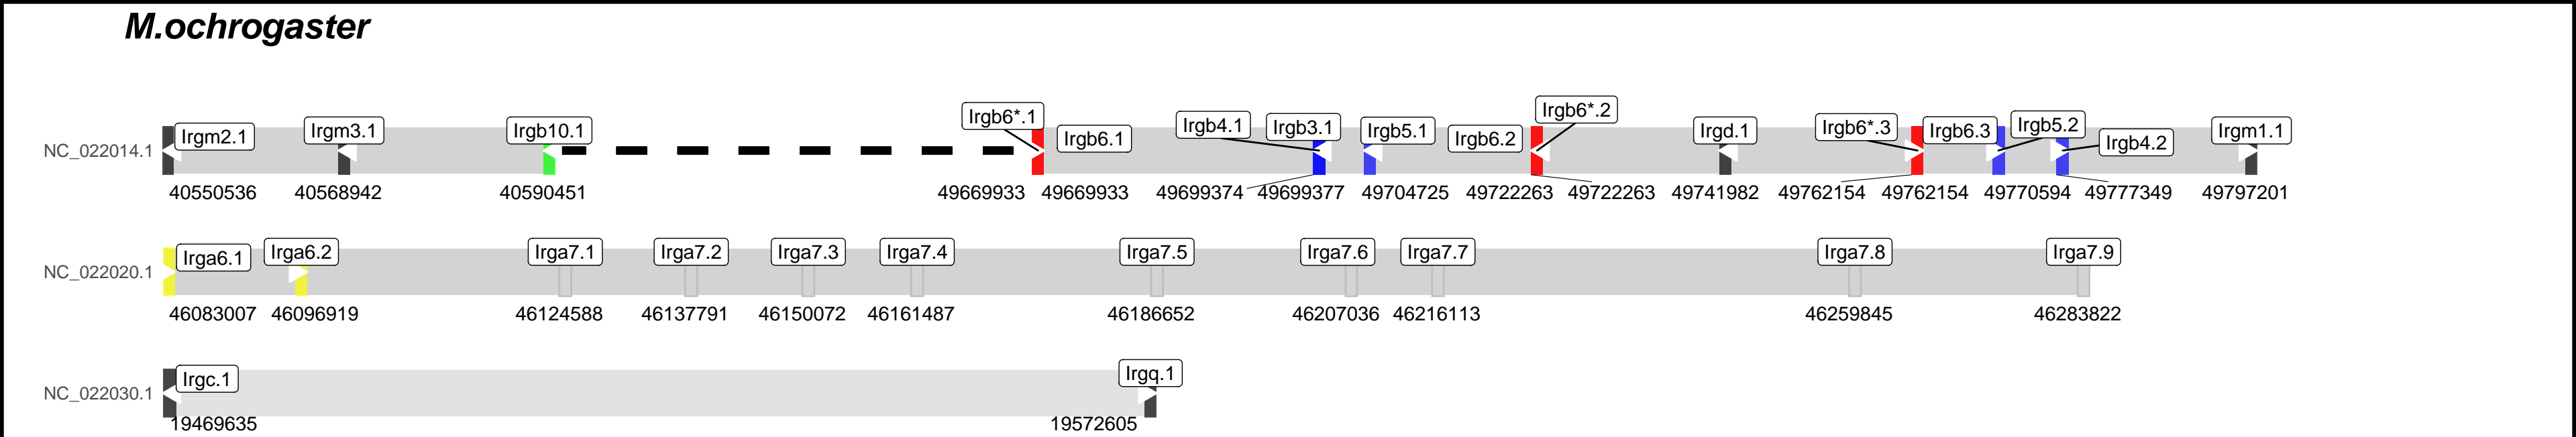 M.ochrogaster
Irgm2.1 Irgm3.1 Irgb10.1 Irgb6*.1 Irgb6.1 Irgb4.1 Irgb3.1 Irgb5.1 Irgb6.2 Irgb6*.2 Irgd.1 Irgb6*.3 Irgb6.3 Irgb5.2 Irgb4.2 Irgm1.1
NC_022014.1
40550536 40568942 40590451 49669933 49669933 49699374 49699377 49704725 49722263 49722263 49741982 49762154 49762154 49770594 49777349 49797201
Irga6.1 Irga6.2 Irga7.1 Irga7.2 Irga7.3 Irga7.4 Irga7.5 Irga7.6 Irga7.7 Irga7.8 Irga7.9
NC_022020.1
46083007 46096919 46124588 46137791 46150072 46161487 46186652 46207036 46216113 46259845 46283822
Irgc.1 Irgq.1
NC_022030.1
19469635 19572605